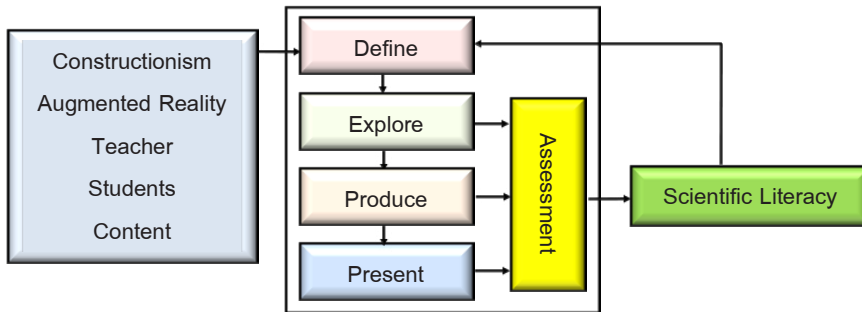 Constructionism
Augmented Reality
Teacher
Students
Content
Define
Explore
Produce
Present
Assessment
Scientific Literacy